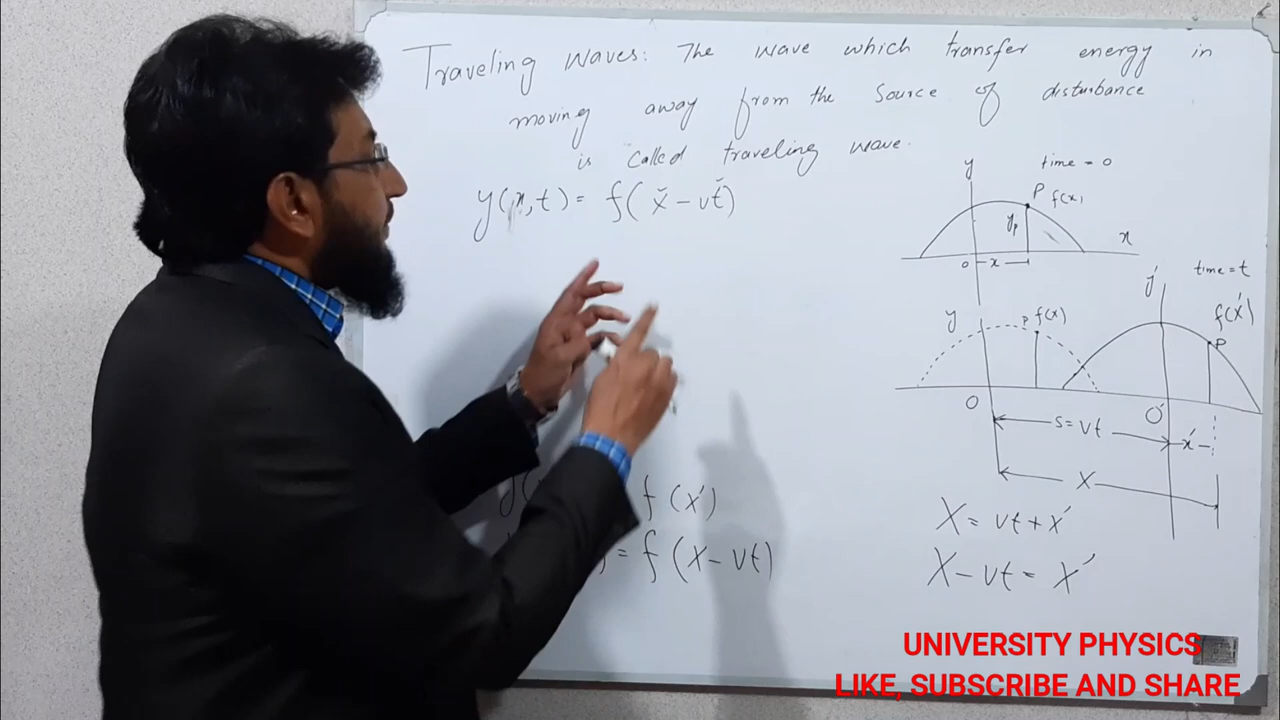 Traveling waves: The wave which transfer energy in
moving away from the source of disturbance
is called traveling wave.
y(x,t) = f(x̌ - vť)
f(x')
= f(X - vt)
y
time = 0
P f(x)
yₚ
x
o x
time = t
y'
y
P f(x)
f(x')
P
O
O'
s = vt
x'
X
X = vt + x'
X - vt = x'
UNIVERSITY PHYSICS
LIKE, SUBSCRIBE AND SHARE